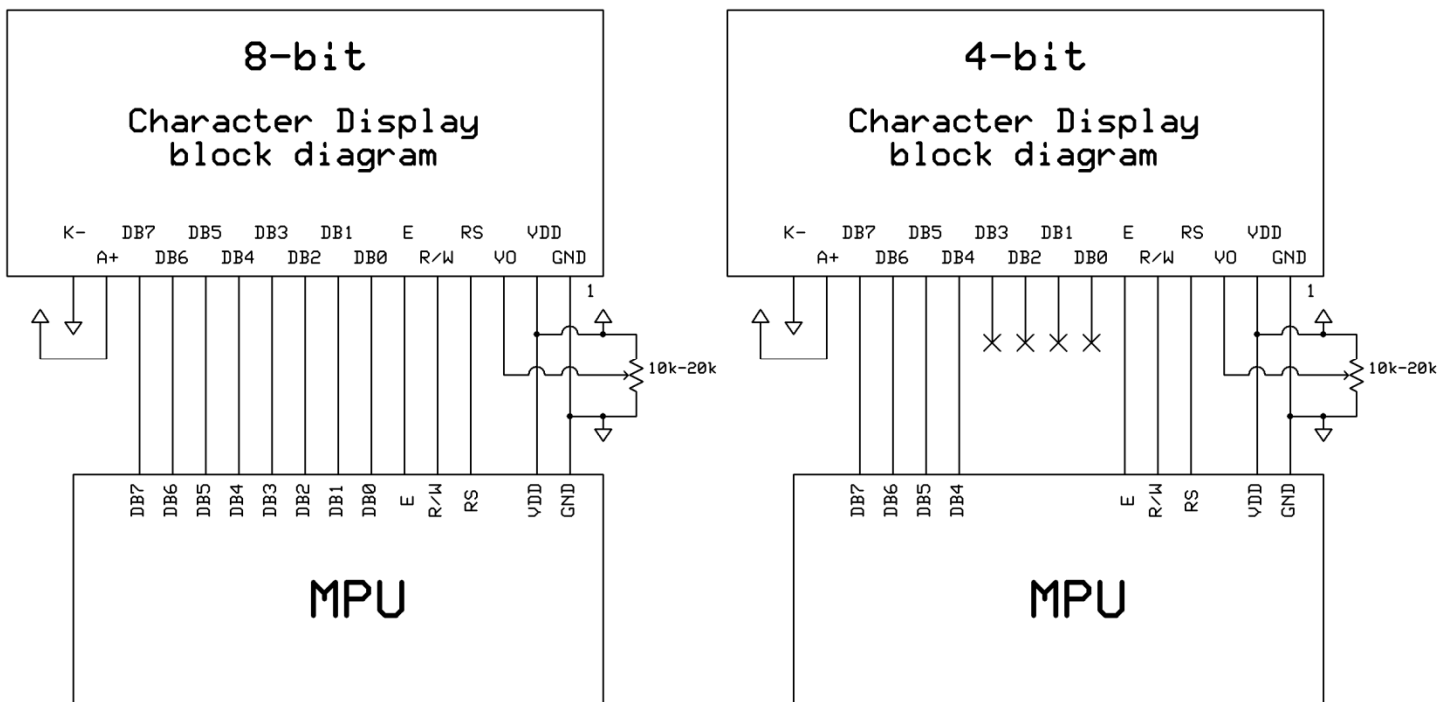 8-bit
Character Display
block diagram
K- DB7 DB5 DB3 DB1 E RS VDD
A+ DB6 DB4 DB2 DB0 R/W VO GND
1
10k-20k
DB7 DB6 DB5 DB4 DB3 DB2 DB1 DB0 E R/W RS VDD GND
MPU
4-bit
Character Display
block diagram
K- DB7 DB5 DB3 DB1 E RS VDD
A+ DB6 DB4 DB2 DB0 R/W VO GND
1
10k-20k
DB7 DB6 DB5 DB4 E R/W RS VDD GND
MPU